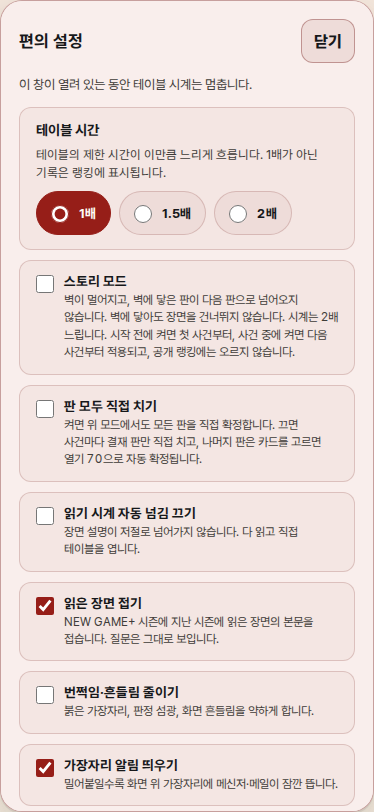 편의 설정
닫기
이 창이 열려 있는 동안 테이블 시계는 멈춥니다.
테이블 시간
테이블의 제한 시간이 이만큼 느리게 흐릅니다. 1배가 아닌
기록은 랭킹에 표시됩니다.
1배
1.5배
2배
스토리 모드
벽이 멀어지고, 벽에 닿은 판이 다음 판으로 넘어오지
않습니다. 벽에 닿아도 장면을 건너뛰지 않습니다. 시계는 2배
느립니다. 시작 전에 켜면 첫 사건부터, 사건 중에 켜면 다음
사건부터 적용되고, 공개 랭킹에는 오르지 않습니다.
판 모두 직접 치기
켜면 위 모드에서도 모든 판을 직접 확정합니다. 끄면
사건마다 결재 판만 직접 치고, 나머지 판은 카드를 고르면
열기 70으로 자동 확정됩니다.
읽기 시계 자동 넘김 끄기
장면 설명이 저절로 넘어가지 않습니다. 다 읽고 직접
테이블을 엽니다.
읽은 장면 접기
NEW GAME+ 시즌에 지난 시즌에 읽은 장면의 본문을
접습니다. 질문은 그대로 보입니다.
번쩍임·흔들림 줄이기
붉은 가장자리, 판정 섬광, 화면 흔들림을 약하게 합니다.
가장자리 알림 띄우기
밀어붙일수록 화면 위 가장자리에 메신저·메일이 잠깐 뜹니다.